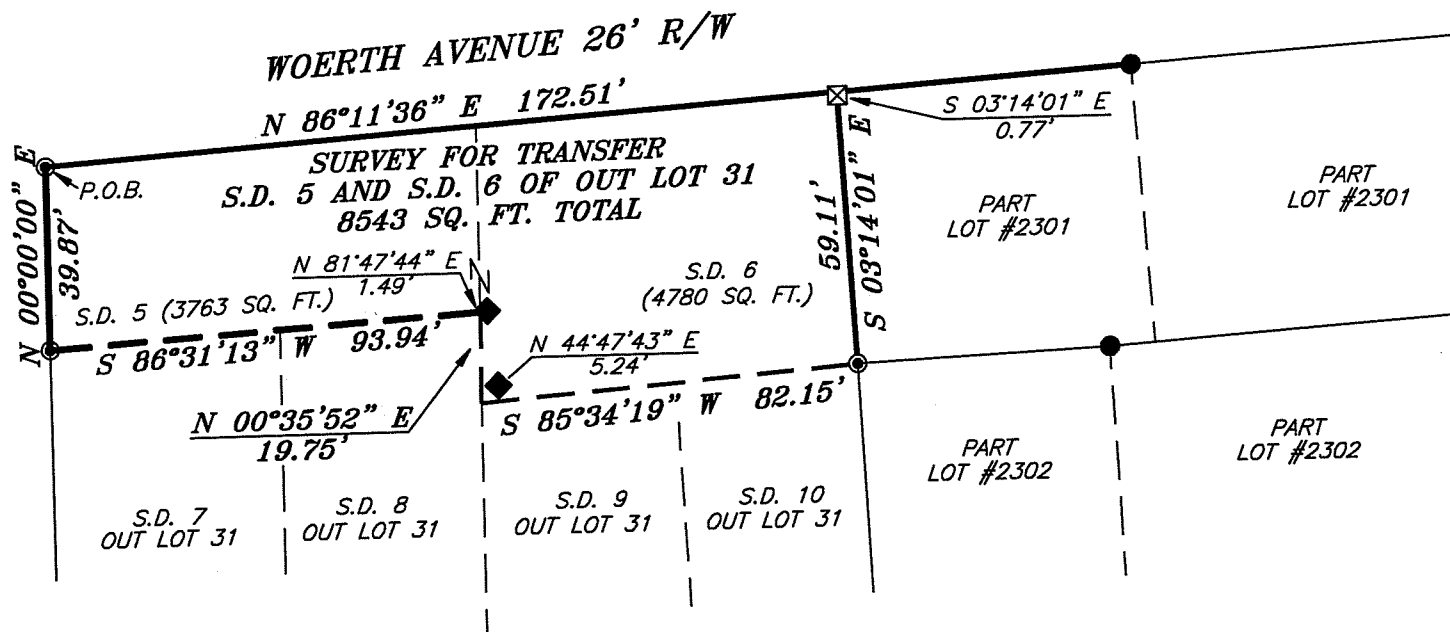 WOERTH AVENUE 26' R/W
N 86°11'36" E 172.51'
S 03°14'01" E
0.77'
SURVEY FOR TRANSFER
S.D. 5 AND S.D. 6 OF OUT LOT 31
8543 SQ. FT. TOTAL
P.O.B.
N 00°00'00" E
39.87'
59.11'
S 03°14'01" E
PART
LOT #2301
PART
LOT #2301
N 81°47'44" E
1.49'
S.D. 5 (3763 SQ. FT.)
S.D. 6
(4780 SQ. FT.)
S 86°31'13" W 93.94'
N 44°47'43" E
5.24'
N 00°35'52" E
19.75'
S 85°34'19" W 82.15'
PART
LOT #2302
PART
LOT #2302
S.D. 7
OUT LOT 31
S.D. 8
OUT LOT 31
S.D. 9
OUT LOT 31
S.D. 10
OUT LOT 31